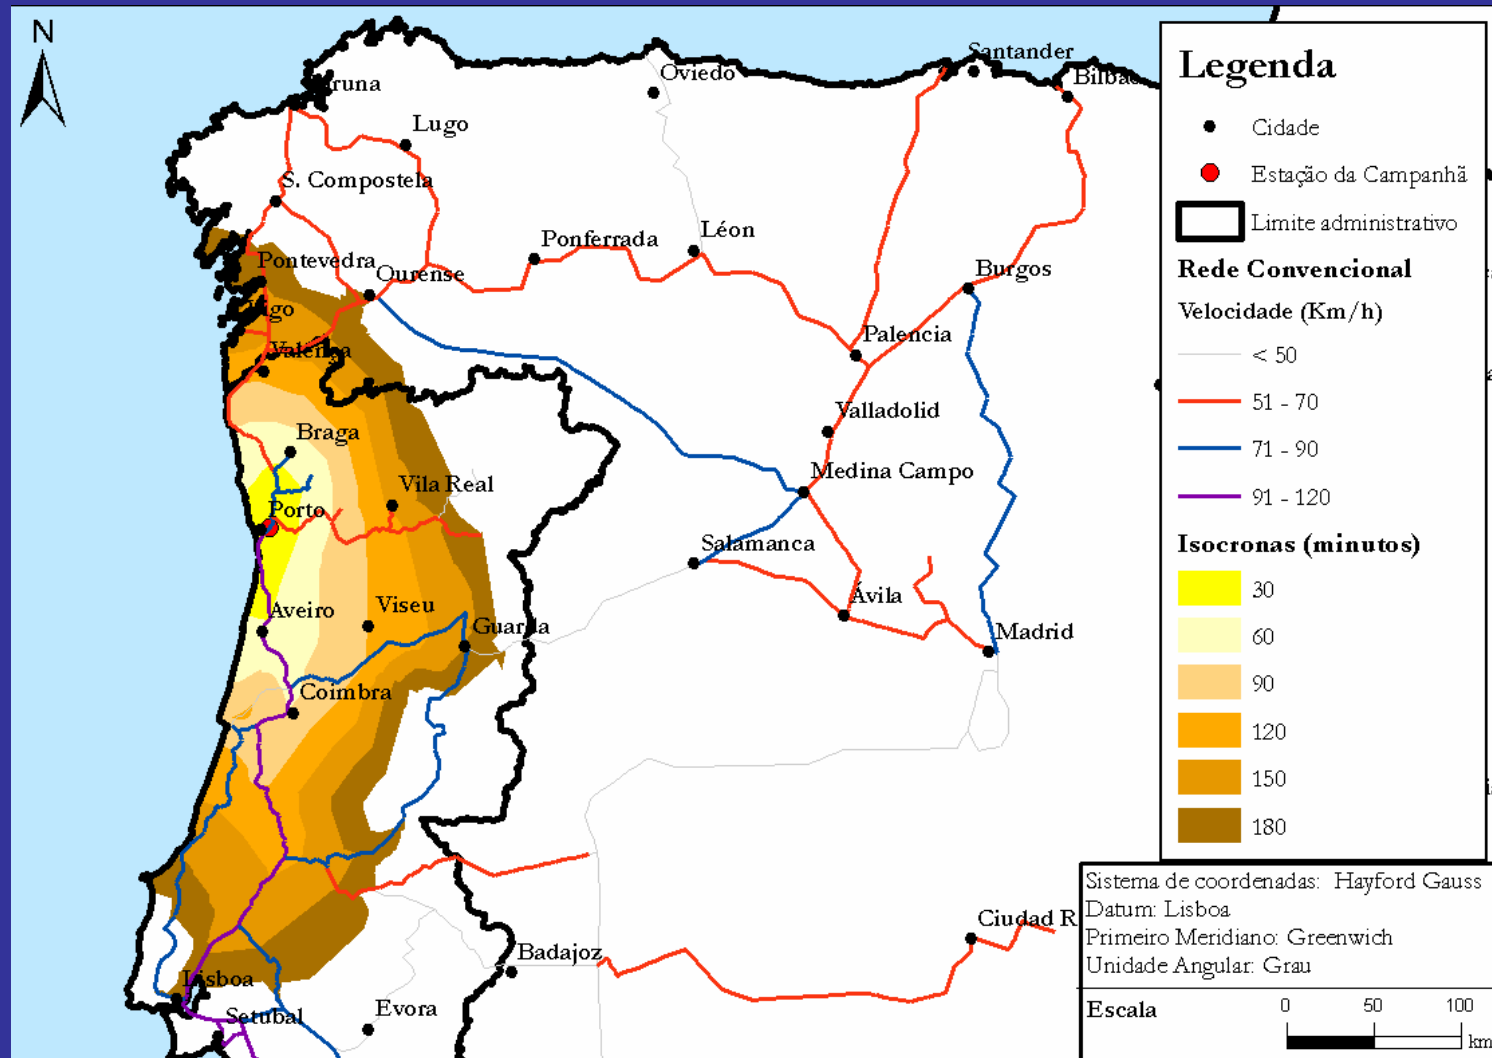 N
Santander
Oviedo
Lugo
S. Compostela
Ponferrada
Léon
Pontevedra
Ourense
Burgos
Palencia
Valença
Valladolid
Braga
Medina Campo
Vila Real
Porto
Salamanca
Ávila
Aveiro
Viseu
Guarda
Madrid
Coimbra
Ciudad R
Badajoz
Lisboa
Evora
Setubal
Legenda
Cidade
Estação da Campanhã
Limite administrativo
Rede Convencional
Velocidade (Km/h)
< 50
51 - 70
71 - 90
91 - 120
Isocronas (minutos)
30
60
90
120
150
180
Sistema de coordenadas: Hayford Gauss
Datum: Lisboa
Primeiro Meridiano: Greenwich
Unidade Angular: Grau
Escala
0 50 100
km